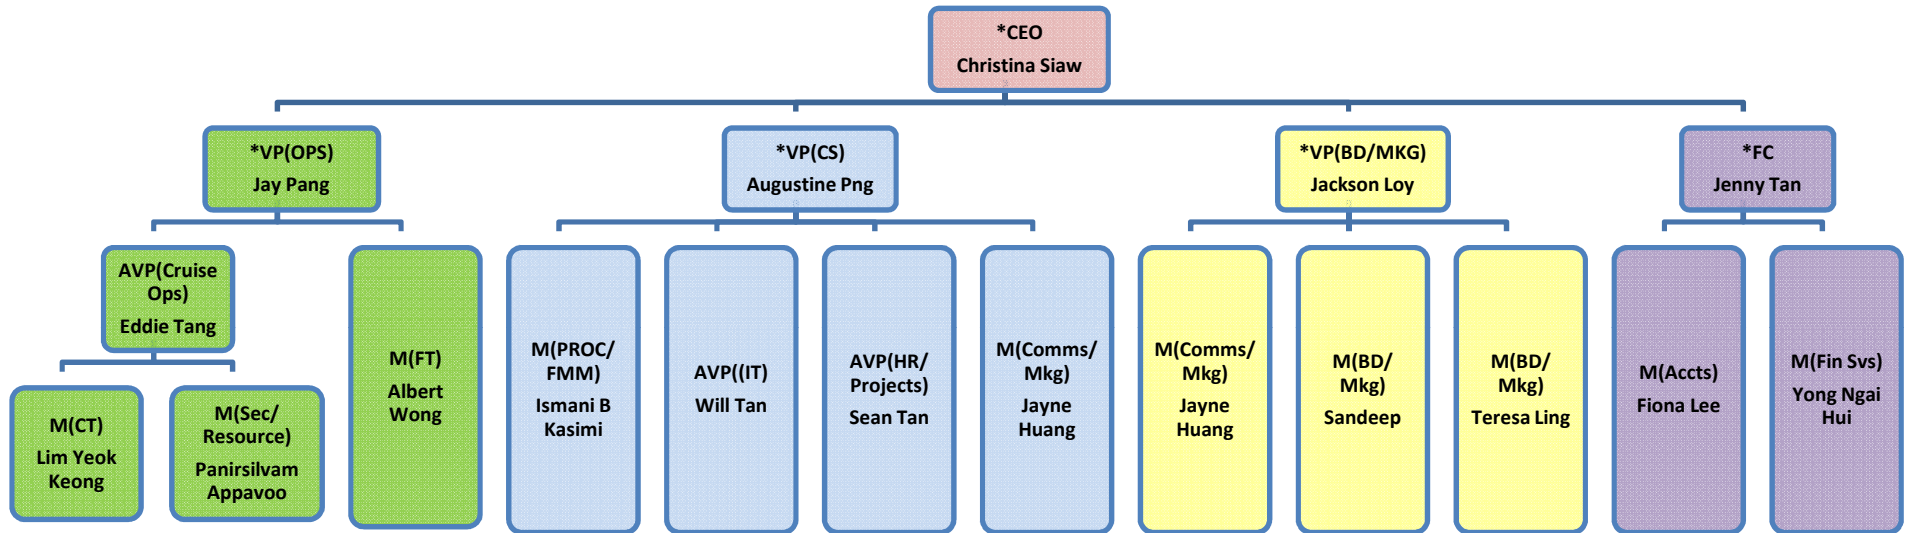 *CEO
Christina Siaw
*VP(OPS)
Jay Pang
*VP(CS)
Augustine Png
*VP(BD/MKG)
Jackson Loy
*FC
Jenny Tan
AVP(Cruise
Ops)
Eddie Tang
M(CT)
Lim Yeok
Keong
M(Sec/
Resource)
Panirsilvam
Appavoo
M(FT)
Albert
Wong
M(PROC/
FMM)
Ismani B
Kasimi
AVP((IT)
Will Tan
AVP(HR/
Projects)
Sean Tan
M(Comms/
Mkg)
Jayne
Huang
M(Comms/
Mkg)
Jayne
Huang
M(BD/
Mkg)
Sandeep
M(BD/
Mkg)
Teresa Ling
M(Accts)
Fiona Lee
M(Fin Svs)
Yong Ngai
Hui